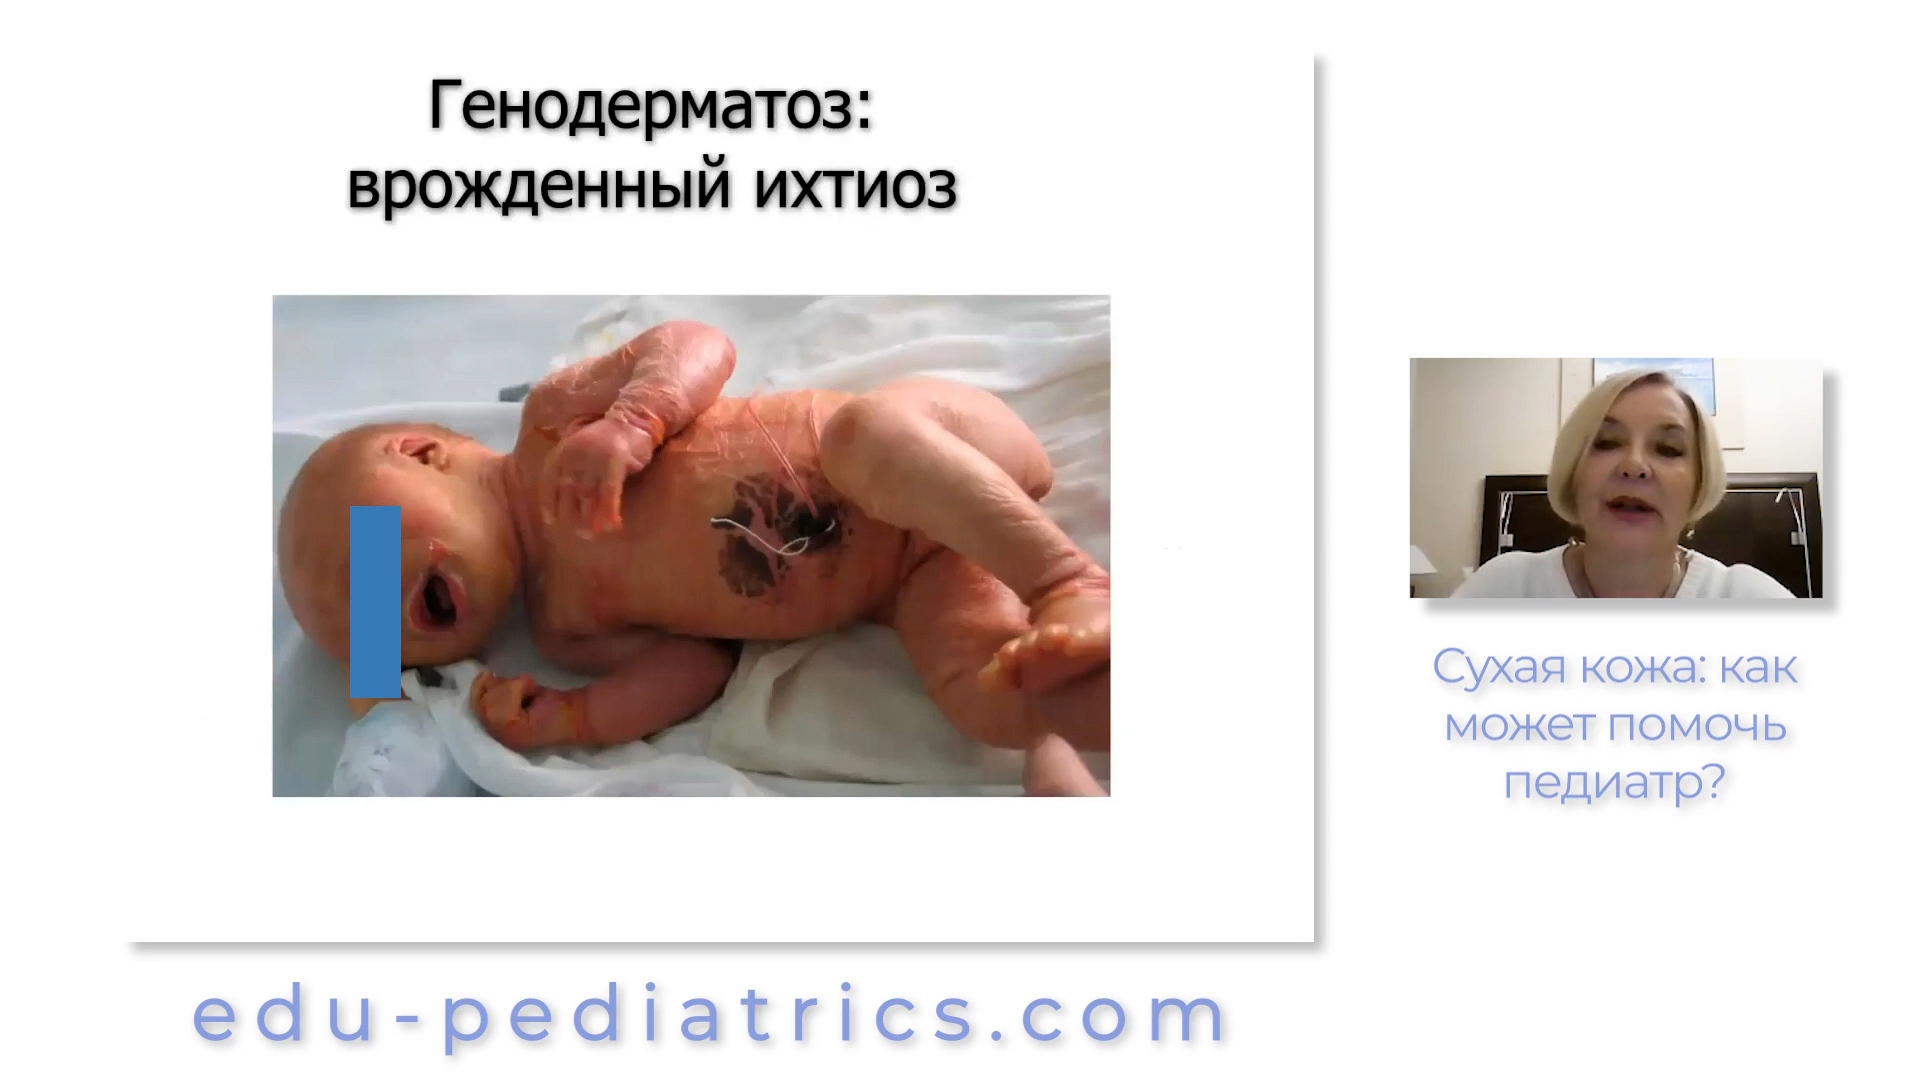 Генодерматоз:
врожденный ихтиоз
Сухая кожа: как
может помочь
педиатр?
edu-pediatrics.com